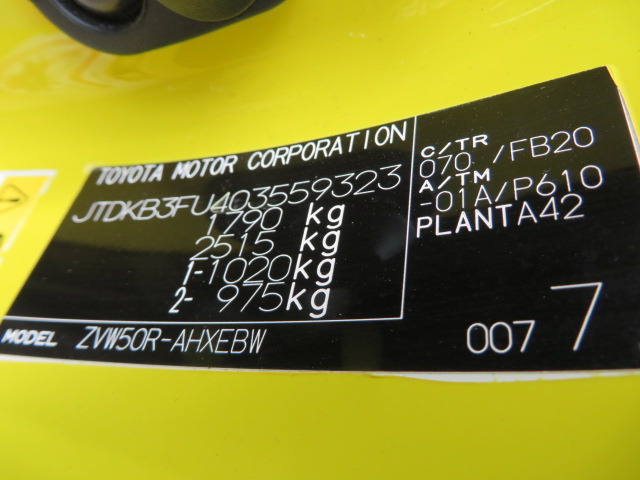 TOYOTA MOTOR CORPORATION
JTDKB3FU403559323
1790 kg
2515 kg
1- 1020kg
2- 975kg
MODEL ZVW50R-AHXEBW
C/TR
070 /FB20
A/TM
-01A/P610
PLANTA42
007 7